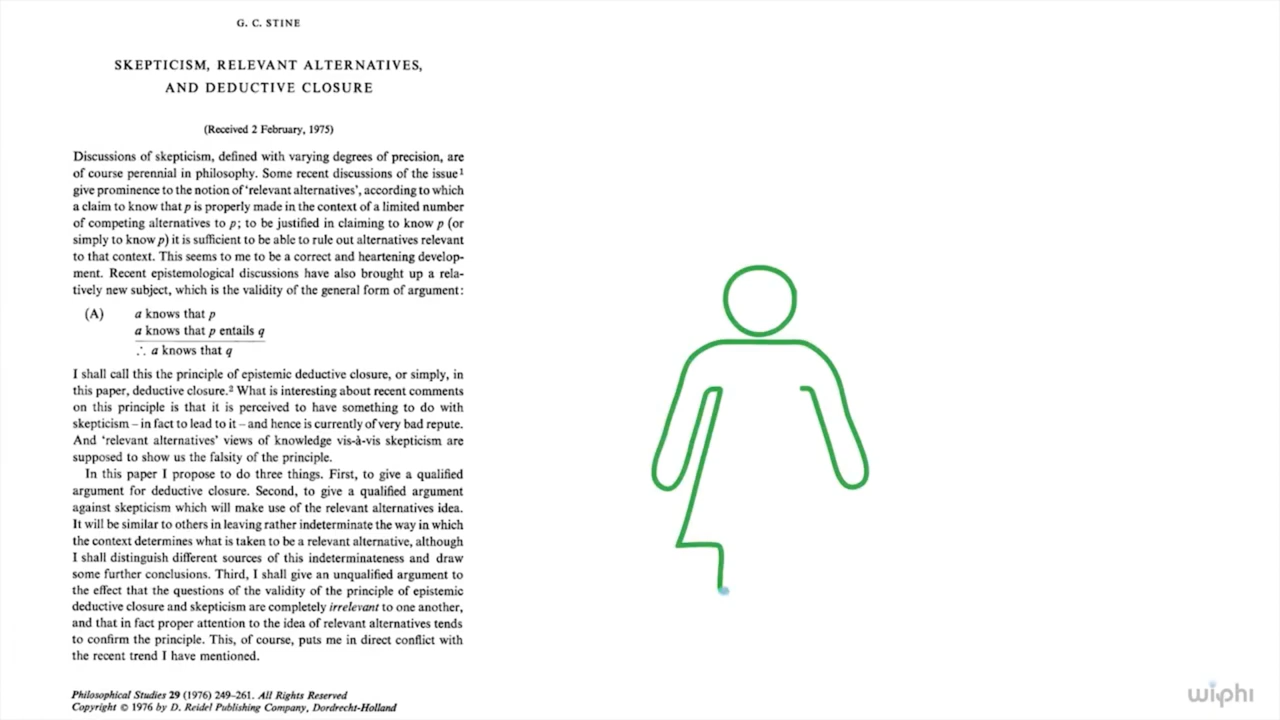 G. C. STINE
SKEPTICISM, RELEVANT ALTERNATIVES,
AND DEDUCTIVE CLOSURE
(Received 2 February, 1975)
Discussions of skepticism, defined with varying degrees of precision, are
of course perennial in philosophy. Some recent discussions of the issue¹
give prominence to the notion of 'relevant alternatives', according to which
a claim to know that p is properly made in the context of a limited number
of competing alternatives to p; to be justified in claiming to know p (or
simply to know p) it is sufficient to be able to rule out alternatives relevant
to that context. This seems to me to be a correct and heartening develop-
ment. Recent epistemological discussions have also brought up a rela-
tively new subject, which is the validity of the general form of argument:
(A) a knows that p
a knows that p entails q
∴ a knows that q
I shall call this the principle of epistemic deductive closure, or simply, in
this paper, deductive closure.² What is interesting about recent comments
on this principle is that it is perceived to have something to do with
skepticism – in fact to lead to it – and hence is currently of very bad repute.
And 'relevant alternatives' views of knowledge vis-à-vis skepticism are
supposed to show us the falsity of the principle.
In this paper I propose to do three things. First, to give a qualified
argument for deductive closure. Second, to give a qualified argument
against skepticism which will make use of the relevant alternatives idea.
It will be similar to others in leaving rather indeterminate the way in which
the context determines what is taken to be a relevant alternative, although
I shall distinguish different sources of this indeterminateness and draw
some further conclusions. Third, I shall give an unqualified argument to
the effect that the questions of the validity of the principle of epistemic
deductive closure and skepticism are completely irrelevant to one another,
and that in fact proper attention to the idea of relevant alternatives tends
to confirm the principle. This, of course, puts me in direct conflict with
the recent trend I have mentioned.
Philosophical Studies 29 (1976) 249–261. All Rights Reserved
Copyright © 1976 by D. Reidel Publishing Company, Dordrecht-Holland
wiphi